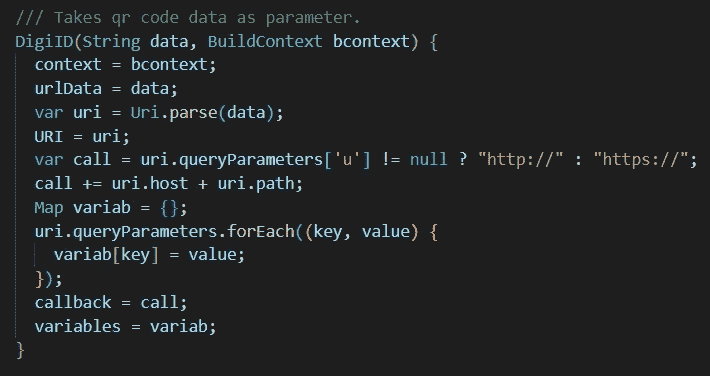 /// Takes qr code data as parameter.
DigiID(String data, BuildContext bcontext) {
context = bcontext;
urlData = data;
var uri = Uri.parse(data);
URI = uri;
var call = uri.queryParameters['u'] != null ? "http://" : "https://";
call += uri.host + uri.path;
Map variab = {};
uri.queryParameters.forEach((key, value) {
variab[key] = value;
});
callback = call;
variables = variab;
}